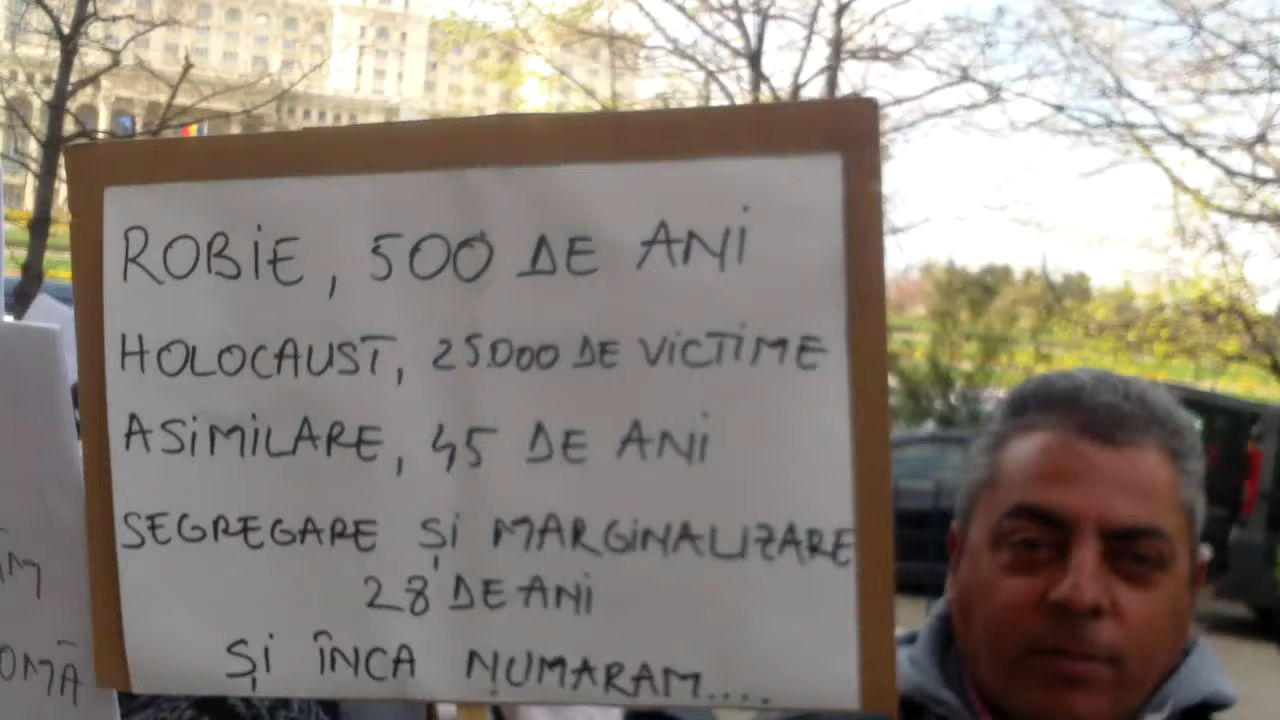 ROBiE, 500 DE ANi
HOLOCAUST, 25.000 DE ViCTiME
ASiMiLARE, 45 DE ANi
SEGREGARE Și MARGiNALiZARE
28 DE ANi
Și ÎNCA NUMARAM....